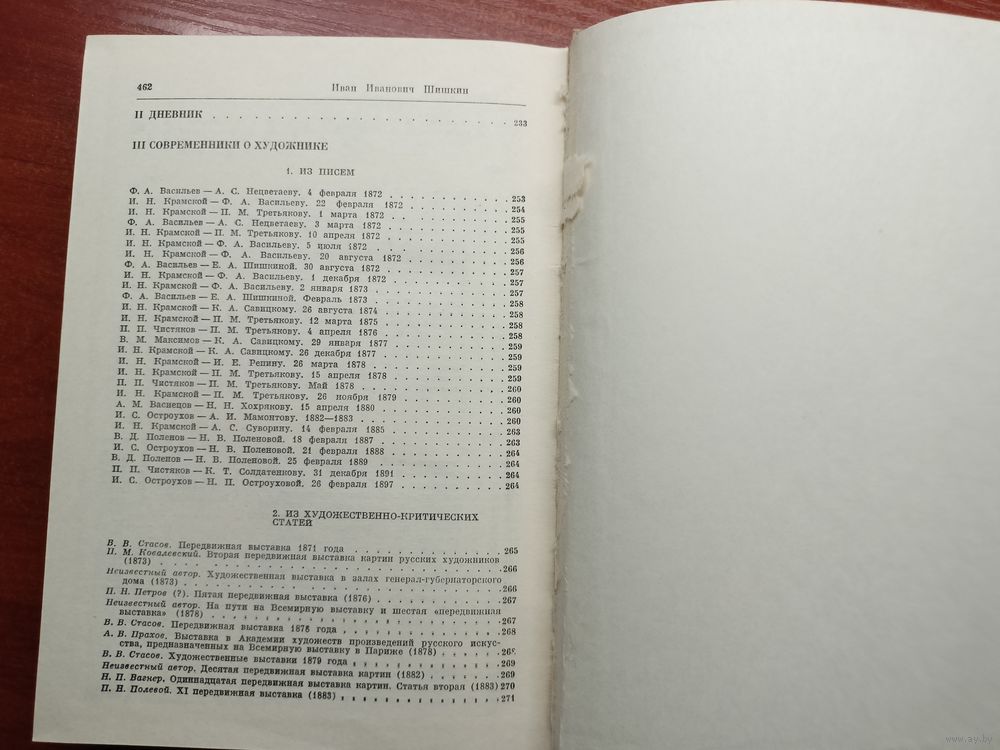 462 Иван Иванович Шишкин
II ДНЕВНИК . . . . . . . . . . . . . . . . . . . . 233
III СОВРЕМЕННИКИ О ХУДОЖНИКЕ
1. ИЗ ПИСЕМ
Ф. А. Васильев — А. С. Нецветаеву. 4 февраля 1872 . . . . . . . . . . 253
И. Н. Крамской — Ф. А. Васильеву. 22 февраля 1872 . . . . . . . . . . 254
И. Н. Крамской — П. М. Третьякову. 1 марта 1872 . . . . . . . . . . 255
Ф. А. Васильев — А. С. Нецветаеву. 3 марта 1872 . . . . . . . . . . 255
И. Н. Крамской — П. М. Третьякову. 10 апреля 1872 . . . . . . . . . . 255
И. Н. Крамской — Ф. А. Васильеву. 5 июля 1872 . . . . . . . . . . 256
И. Н. Крамской — Ф. А. Васильеву. 20 августа 1872 . . . . . . . . . . 256
Ф. А. Васильев — Е. А. Шишкиной. 30 августа 1872 . . . . . . . . . . 257
И. Н. Крамской — Ф. А. Васильеву. 1 декабря 1872 . . . . . . . . . . 257
И. Н. Крамской — Ф. А. Васильеву. 2 января 1873 . . . . . . . . . . 257
Ф. А. Васильев — Е. А. Шишкиной. Февраль 1873 . . . . . . . . . . 258
И. Н. Крамской — К. А. Савицкому. 26 августа 1874 . . . . . . . . . . 258
И. Н. Крамской — П. М. Третьякову. 12 марта 1875 . . . . . . . . . . 258
П. П. Чистяков — П. М. Третьякову. 4 апреля 1876 . . . . . . . . . . 258
В. М. Максимов — К. А. Савицкому. 29 января 1877 . . . . . . . . . . 259
И. Н. Крамской — К. А. Савицкому. 26 декабря 1877 . . . . . . . . . . 259
И. Н. Крамской — И. Е. Репину. 26 марта 1878 . . . . . . . . . . 259
И. Н. Крамской — П. М. Третьякову. 15 апреля 1878 . . . . . . . . . . 260
П. П. Чистяков — П. М. Третьякову. Май 1878 . . . . . . . . . . 260
И. Н. Крамской — П. М. Третьякову. 26 ноября 1879 . . . . . . . . . . 260
А. М. Васнецов — Н. Н. Хохрякову. 15 апреля 1880 . . . . . . . . . . 260
И. С. Остроухов — А. И. Мамонтову. 1882—1883 . . . . . . . . . . 263
И. Н. Крамской — А. С. Суворину. 14 февраля 1885 . . . . . . . . . . 263
В. Д. Поленов — Н. В. Поленовой. 18 февраля 1887 . . . . . . . . . . 264
И. С. Остроухов — Н. В. Поленовой. 21 февраля 1888 . . . . . . . . . . 264
В. Д. Поленов — Н. В. Поленовой. 25 февраля 1889 . . . . . . . . . . 264
П. П. Чистяков — К. Т. Солдатенкову. 31 декабря 1891 . . . . . . . . . . 264
И. С. Остроухов — Н. П. Остроуховой. 26 февраля 1897 . . . . . . . . . . 264
2. ИЗ ХУДОЖЕСТВЕННО-КРИТИЧЕСКИХ
СТАТЕЙ
В. В. Стасов. Передвижная выставка 1871 года . . . . . . . . . . 265
П. М. Ковалевский. Вторая передвижная выставка картин русских художников
(1873) . . . . . . . . . . 266
Неизвестный автор. Художественная выставка в залах генерал-губернаторского
дома (1873) . . . . . . . . . . 266
П. Н. Петров (?). Пятая передвижная выставка (1876) . . . . . . . . . . 267
Неизвестный автор. На пути на Всемирную выставку и шестая «передвижная
выставка» (1878) . . . . . . . . . . 267
В. В. Стасов. Передвижная выставка 1878 года . . . . . . . . . . 268
А. В. Прахов. Выставка в Академии художеств произведений русского искус-
ства, предназначенных на Всемирную выставку в Париже (1878) . . . . . 268
В. В. Стасов. Художественные выставки 1879 года . . . . . . . . . . 269
Неизвестный автор. Десятая передвижная выставка картин (1882) . . . . . 269
Н. П. Вагнер. Одиннадцатая передвижная выставка картин. Статья вторая (1883) 270
П. Н. Полевой. XI передвижная выставка (1883) . . . . . . . . . . 271
www.ay.by